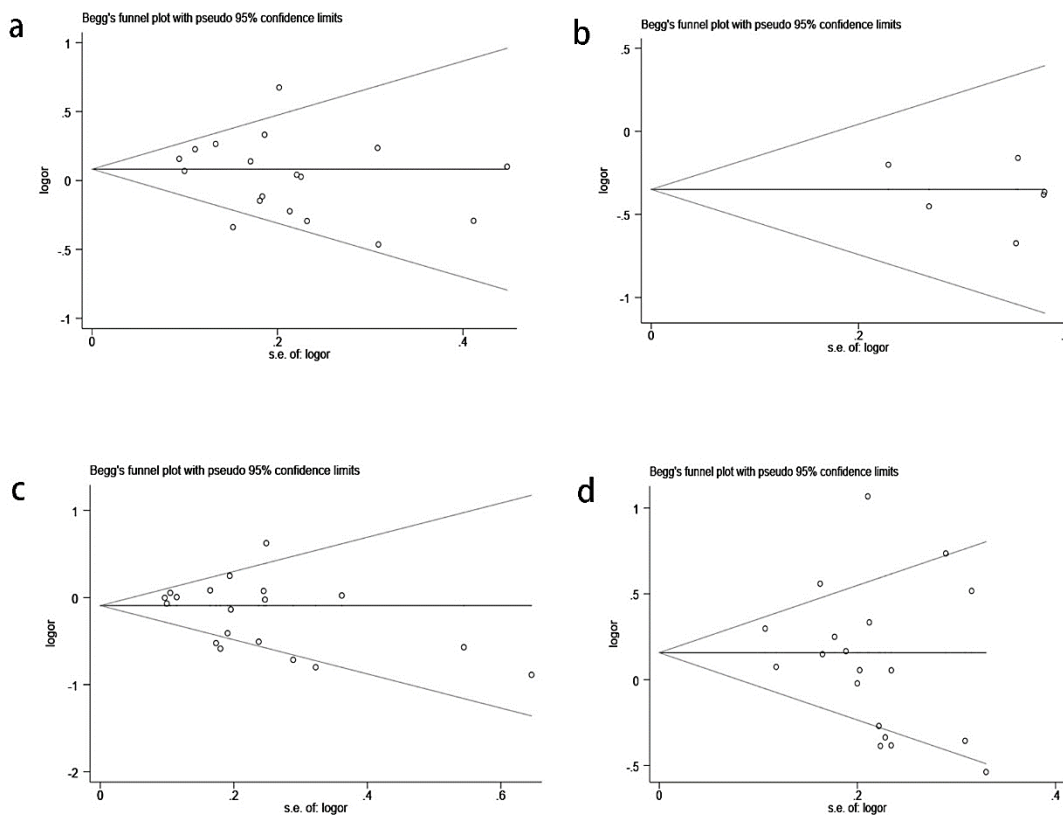 a
Begg's funnel plot with pseudo 95% confidence limits
1
.5
0
-.5
-1
logor
0
.2
.4
s.e. of: logor
b
Begg's funnel plot with pseudo 95% confidence limits
.5
0
-.5
-1
logor
0
.2
s.e. of: logor
c
Begg's funnel plot with pseudo 95% confidence limits
1
0
-1
-2
logor
0
.2
.4
.6
s.e. of: logor
d
Begg's funnel plot with pseudo 95% confidence limits
1
.5
0
-.5
logor
0
.2
.4
s.e. of: logor